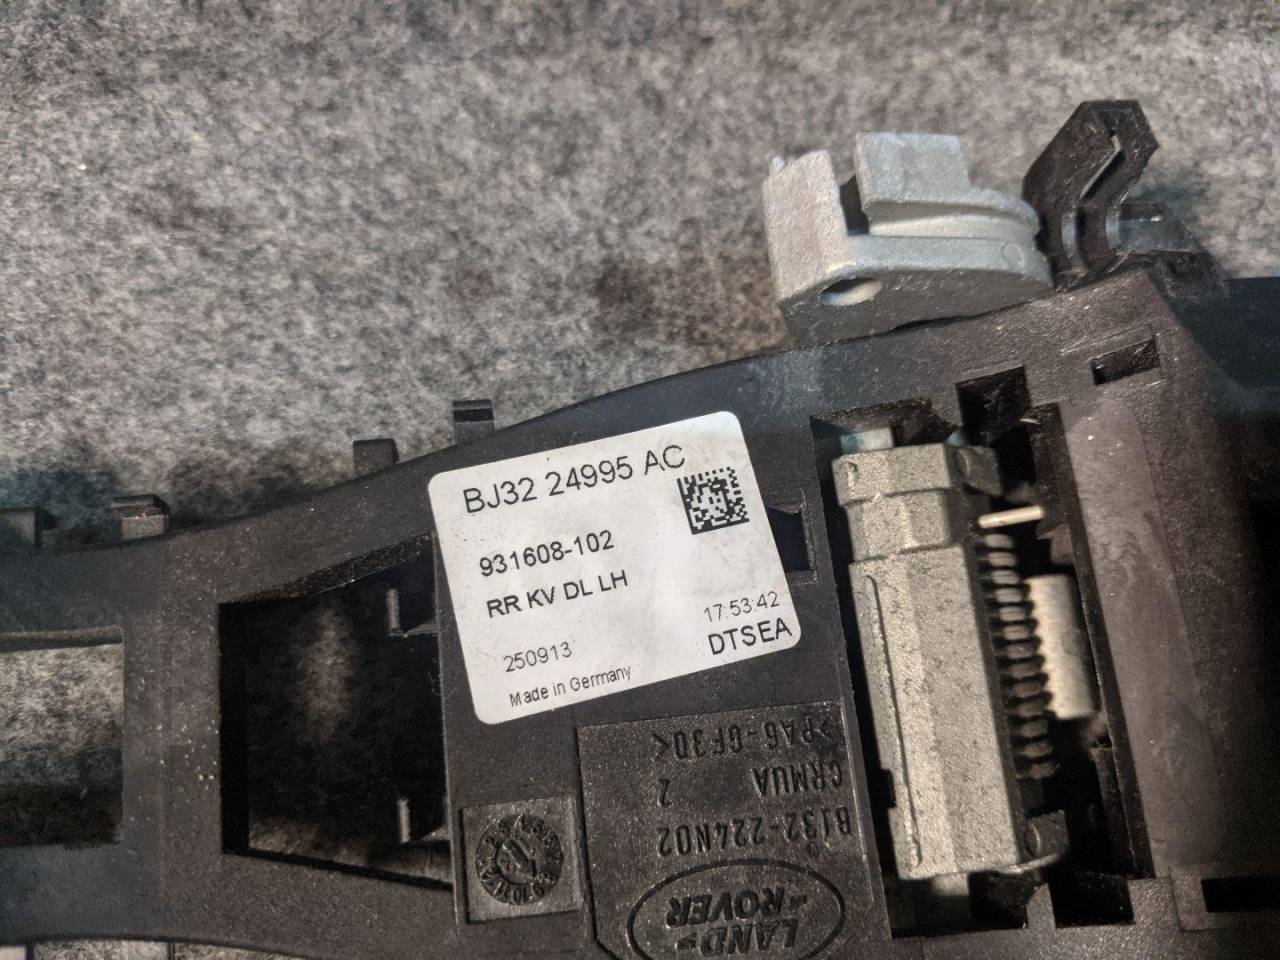 BJ32 24995 AC
931608-102
RR KV DL LH
250913
17:53:42
DTSEA
Made in Germany
>PA6-GF30<
CRMUA 2
BJ32-224N02
LAND-
-ROVER